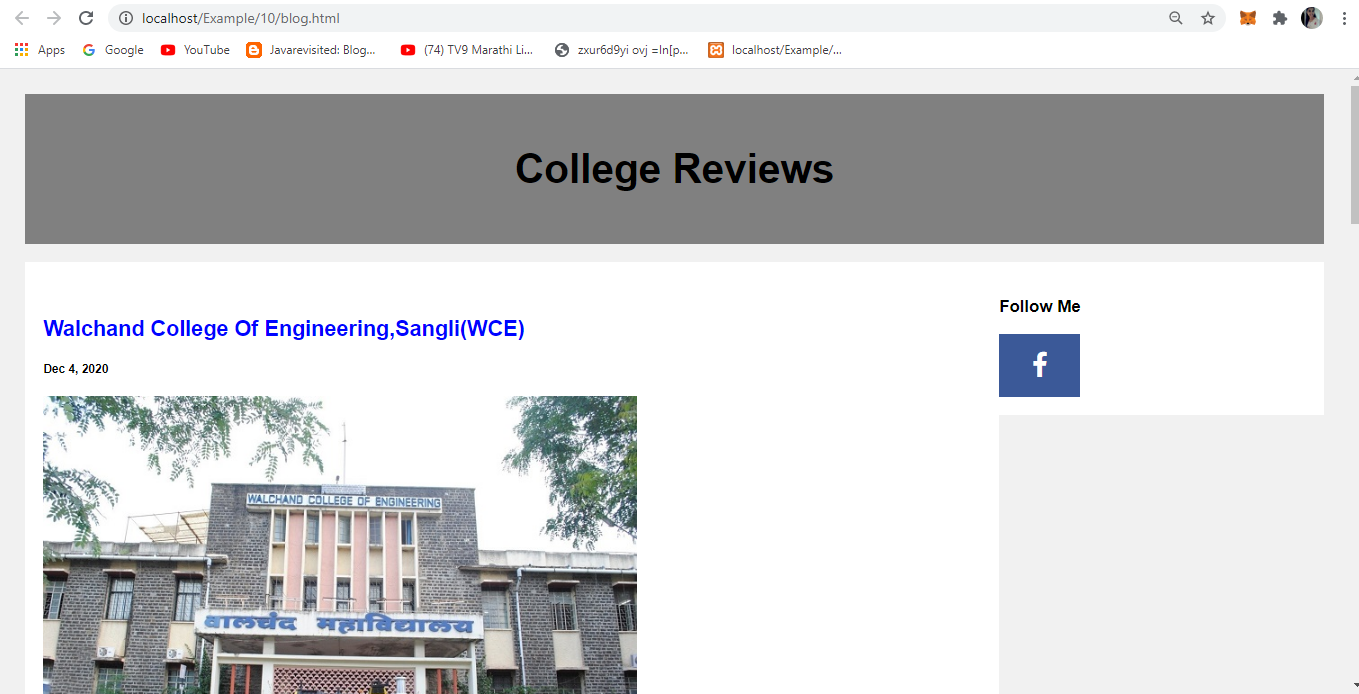 localhost/Example/10/blog.html
Apps Google YouTube Javarevisited: Blog... (74) TV9 Marathi Li... zxur6d9yi ovj =ln[p... localhost/Example/...
College Reviews
Walchand College Of Engineering,Sangli(WCE)
Dec 4, 2020
Follow Me
WALCHAND COLLEGE OF ENGINEERING
वालचंद महाविद्यालय